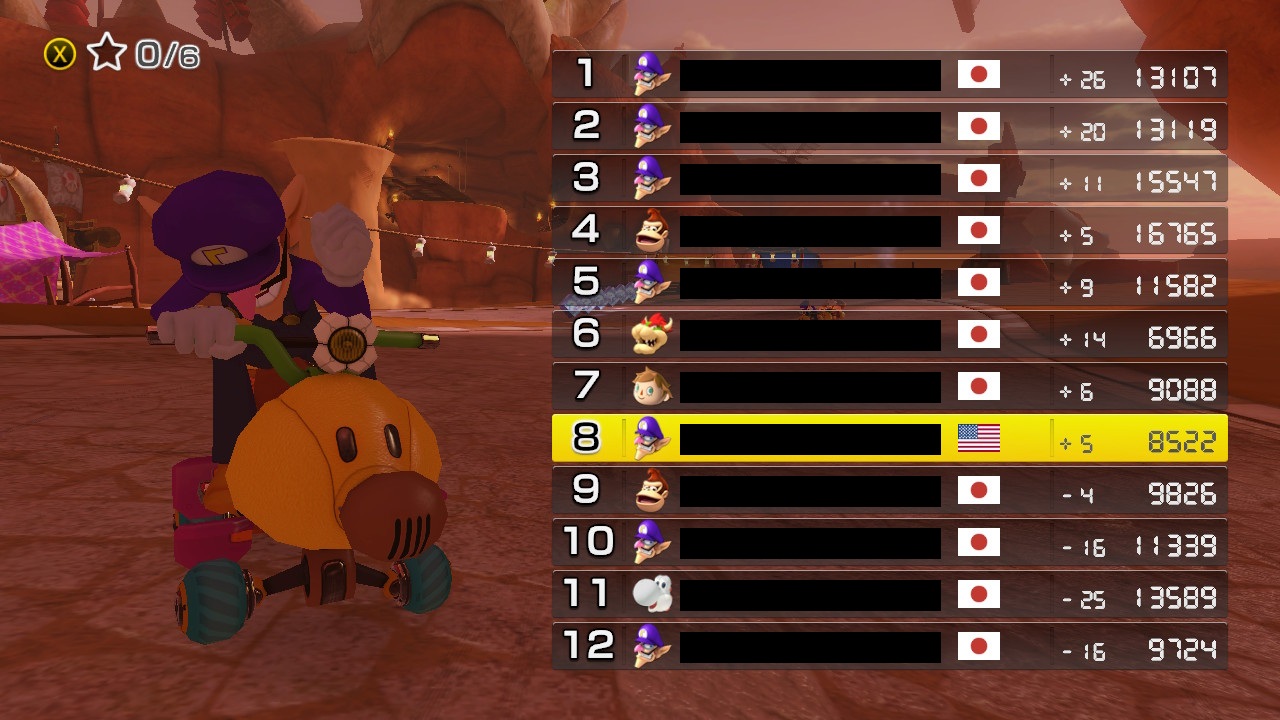 X 0/6
1 + 26 13107
2 + 20 13119
3 + 11 15547
4 + 5 16765
5 + 9 11582
6 + 14 6966
7 + 6 9088
8 + 5 8522
9 - 4 9826
10 - 16 11339
11 - 25 13589
12 - 16 9724